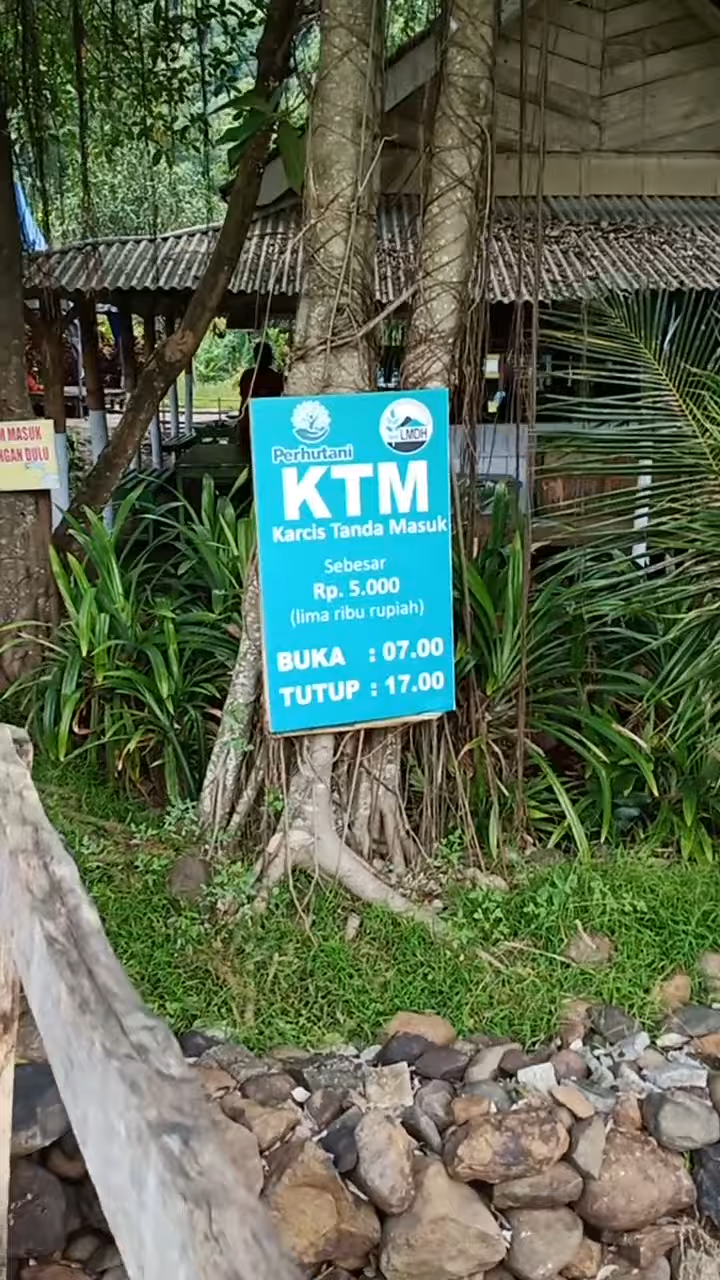 M MASUK
NGAN DULU
Perhutani
LMDH
KTM
Karcis Tanda Masuk
Sebesar
Rp. 5.000
(lima ribu rupiah)
BUKA : 07.00
TUTUP : 17.00